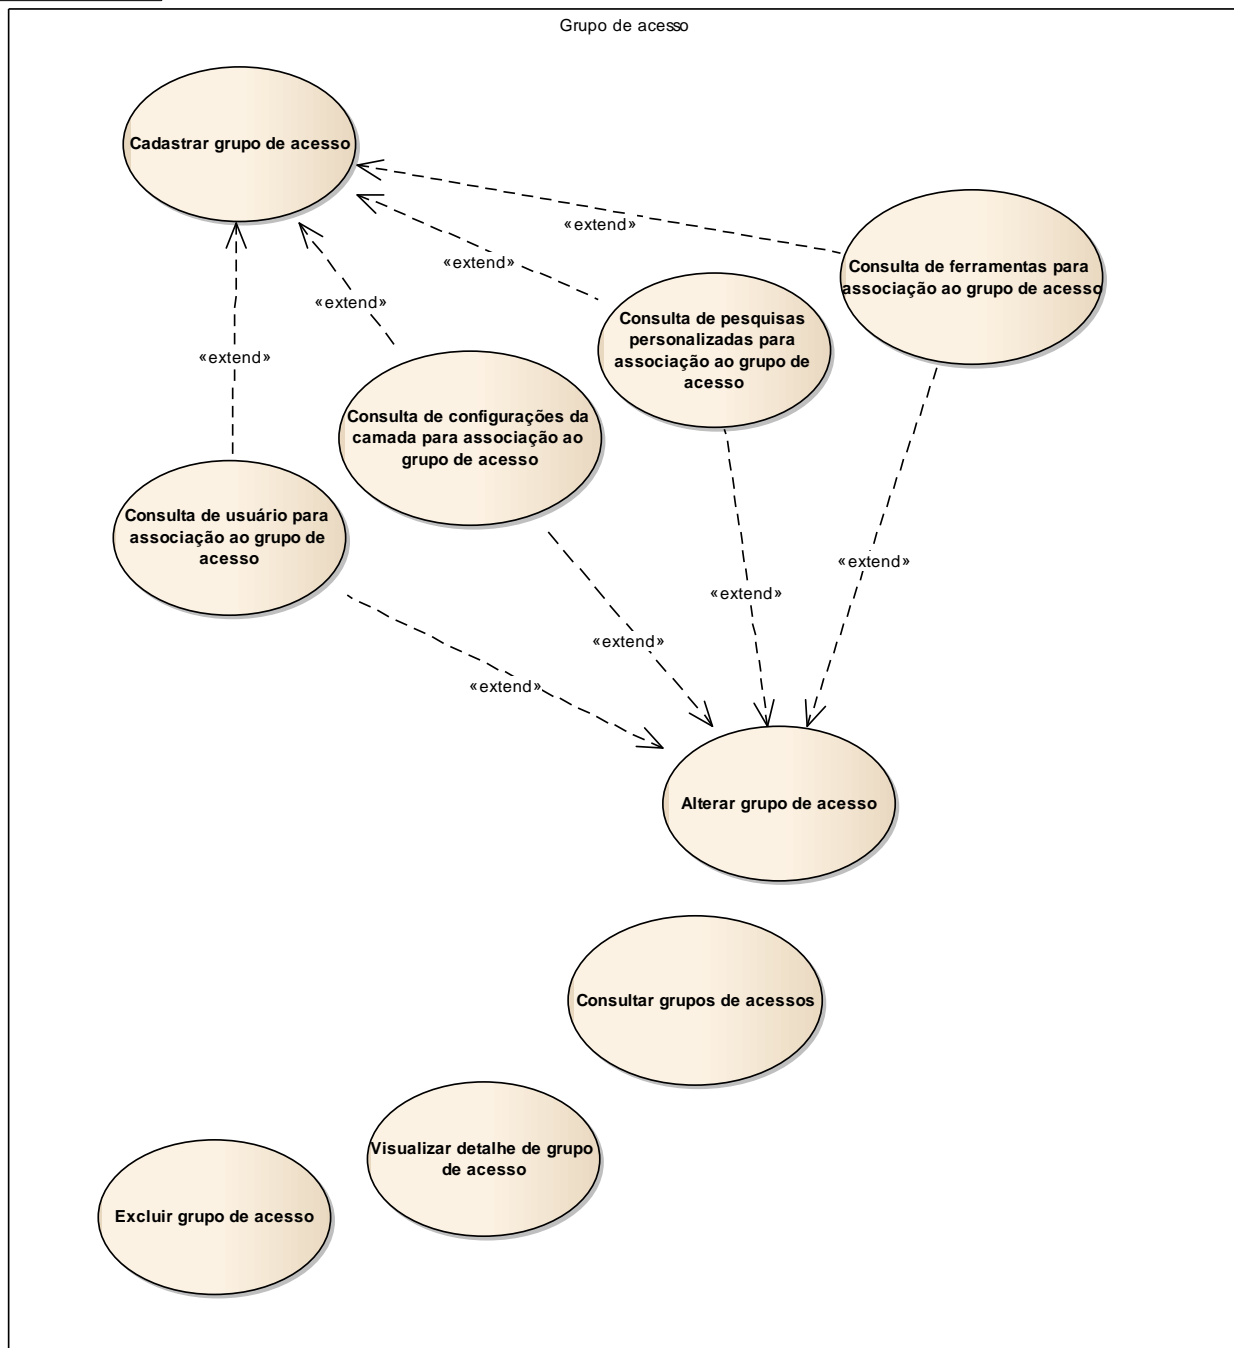 Grupo de acesso
Cadastrar grupo de acesso
«extend»
Consulta de ferramentas para
associação ao grupo de acesso
«extend»
«extend»
Consulta de pesquisas
personalizadas para
associação ao grupo de
acesso
«extend»
Consulta de configurações da
camada para associação ao
grupo de acesso
Consulta de usuário para
associação ao grupo de
acesso
«extend»
«extend»
«extend»
«extend»
Alterar grupo de acesso
Consultar grupos de acessos
Visualizar detalhe de grupo
de acesso
Excluir grupo de acesso